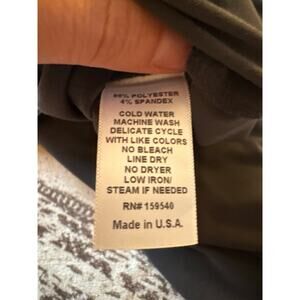 96% POLYESTER
4% SPANDEX
COLD WATER
MACHINE WASH
DELICATE CYCLE
WITH LIKE COLORS
NO BLEACH
LINE DRY
NO DRYER
LOW IRON/
STEAM IF NEEDED
RN# 159540
Made in U.S.A.